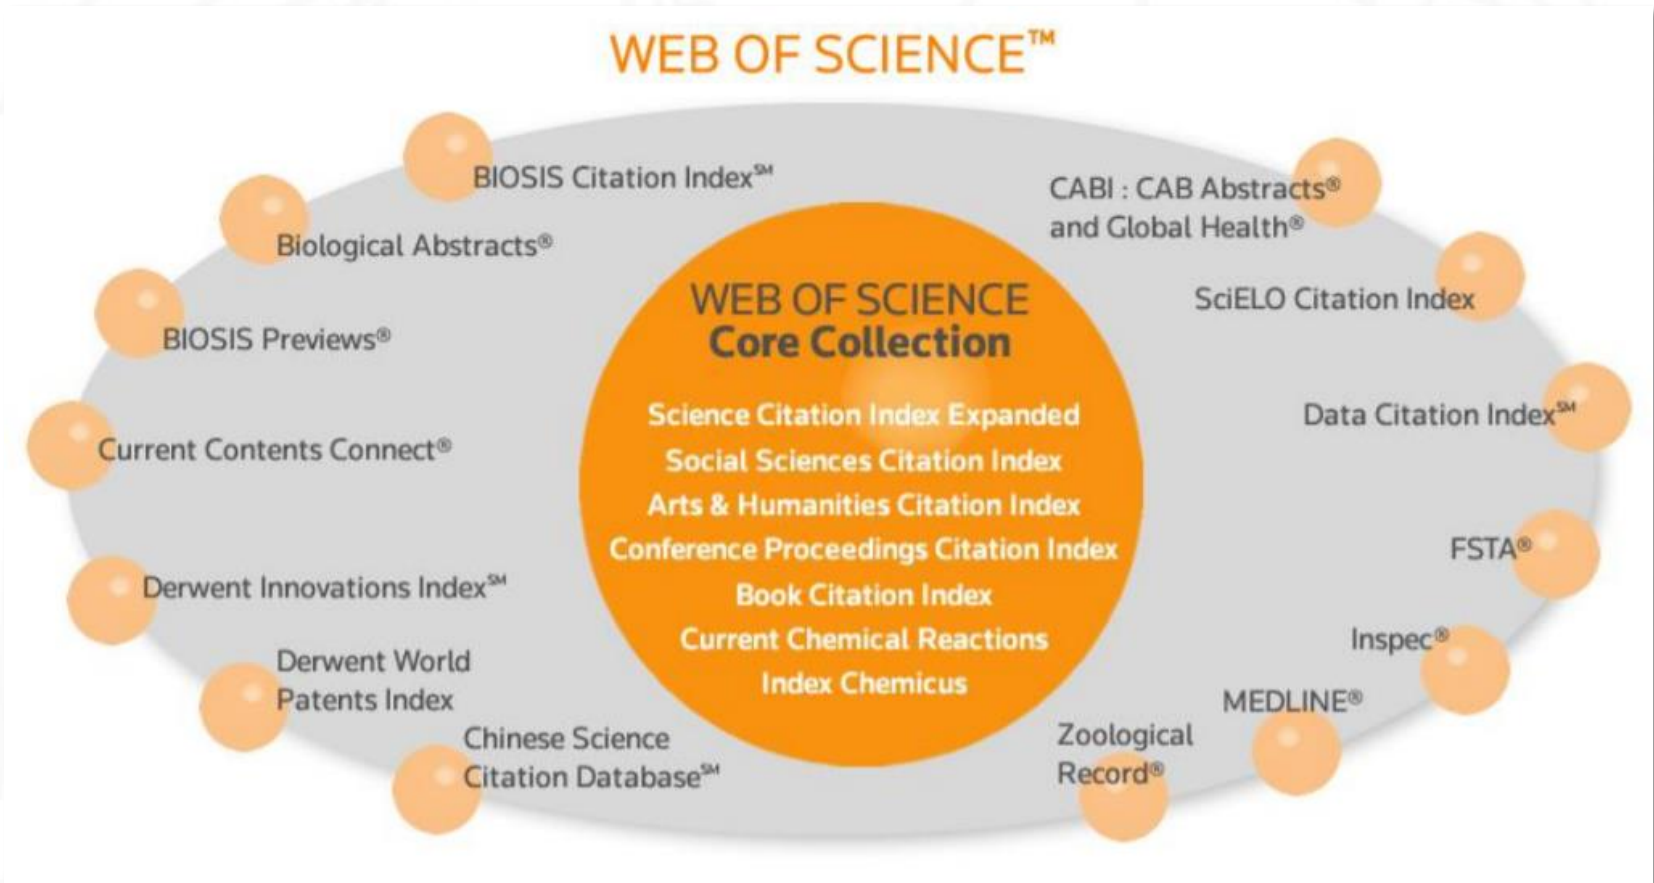 WEB OF SCIENCE™
BIOSIS Citation Index℠
Biological Abstracts®
BIOSIS Previews®
Current Contents Connect®
Derwent Innovations Index℠
Derwent World
Patents Index
Chinese Science
Citation Database℠
WEB OF SCIENCE
Core Collection
Science Citation Index Expanded
Social Sciences Citation Index
Arts & Humanities Citation Index
Conference Proceedings Citation Index
Book Citation Index
Current Chemical Reactions
Index Chemicus
CABI : CAB Abstracts®
and Global Health®
SciELO Citation Index
Data Citation Index℠
FSTA®
Inspec®
MEDLINE®
Zoological
Record®